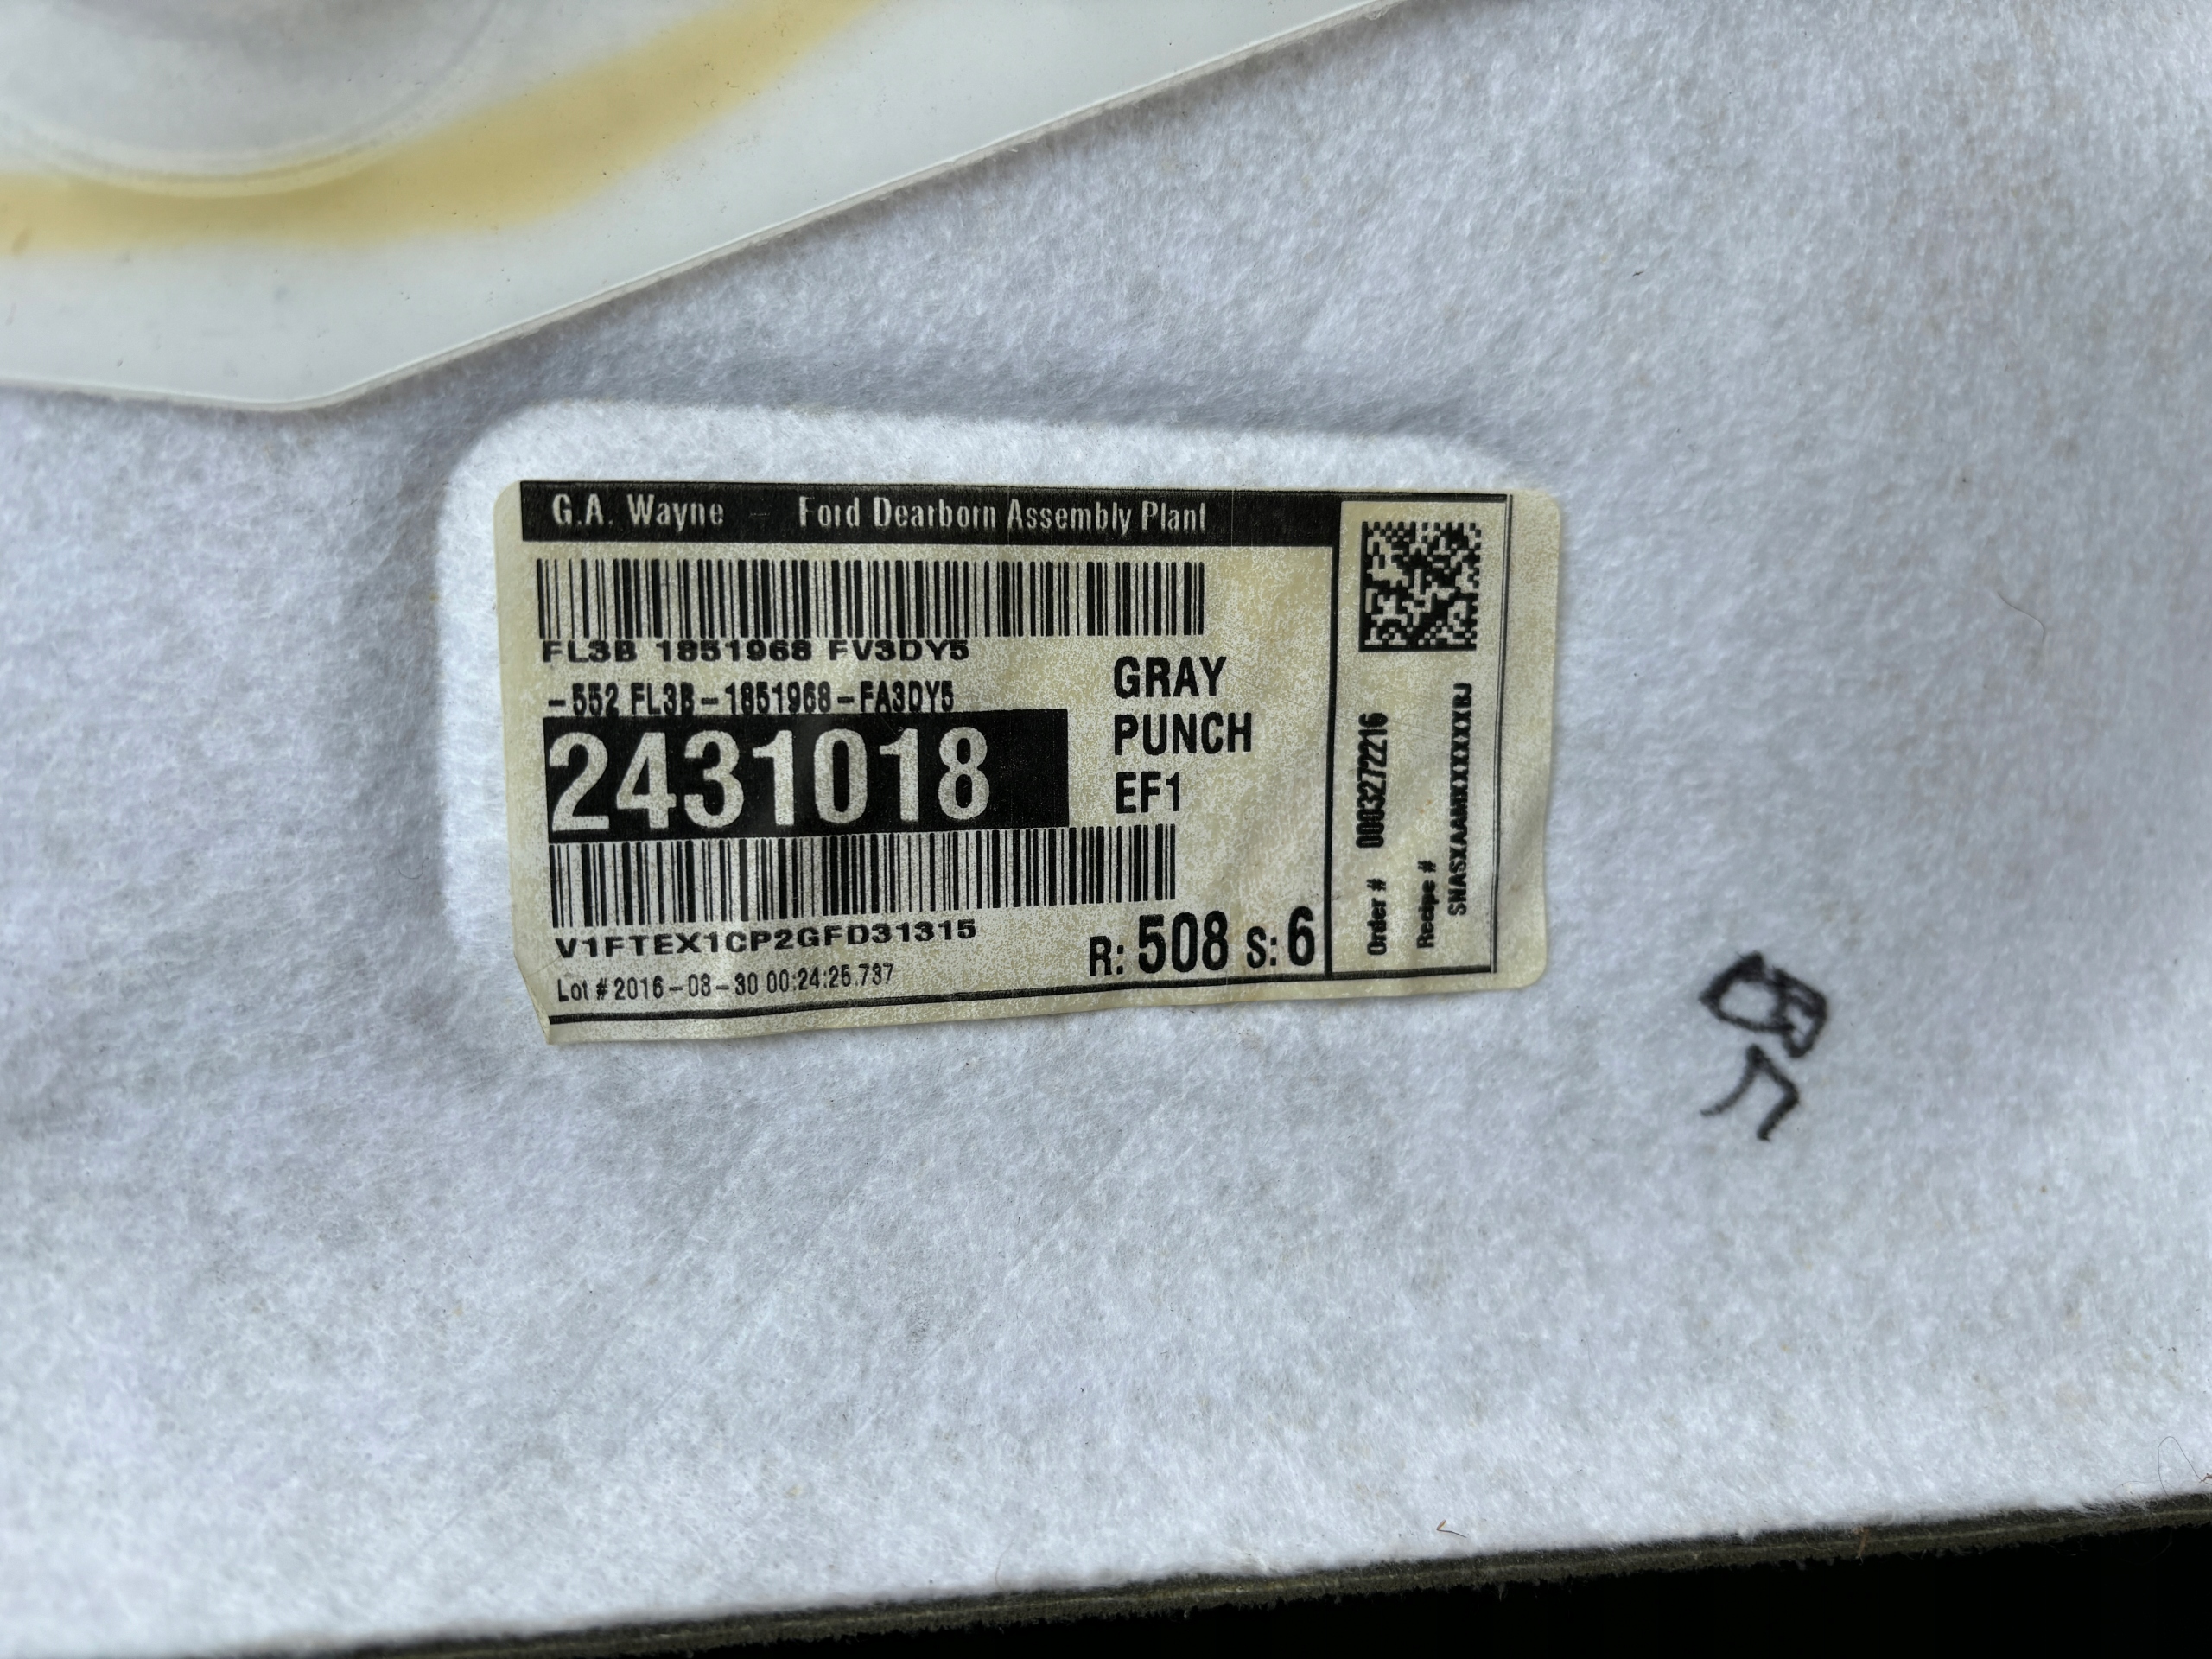 G.A. Wayne - Ford Dearborn Assembly Plant
FL3B 1851968 FV3DY5
-552 FL3B-1851968-FA3DY5
2431018
GRAY
PUNCH
EF1
V1FTEX1CP2GFD31315
R: 508 S: 6
Lot # 2016-08-30 00:24:25.737
Order # 0003272216
Recipe #